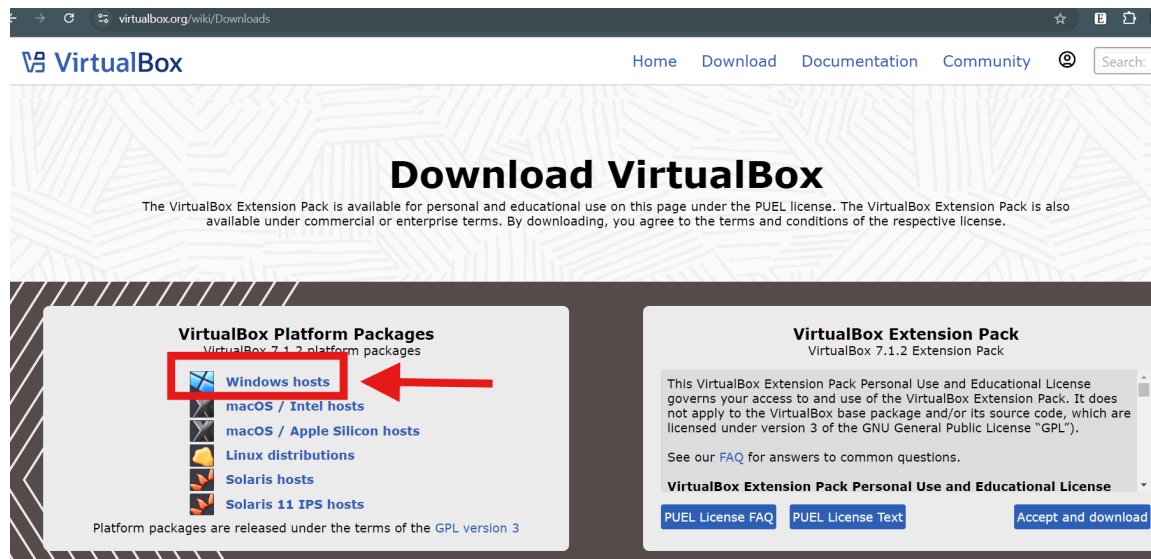 virtualbox.org/wiki/Downloads
VirtualBox
Home Download Documentation Community
Search:
Download VirtualBox
The VirtualBox Extension Pack is available for personal and educational use on this page under the PUEL license. The VirtualBox Extension Pack is also
available under commercial or enterprise terms. By downloading, you agree to the terms and conditions of the respective license.
VirtualBox Platform Packages
VirtualBox 7.1.2 platform packages
Windows hosts
macOS / Intel hosts
macOS / Apple Silicon hosts
Linux distributions
Solaris hosts
Solaris 11 IPS hosts
Platform packages are released under the terms of the GPL version 3
VirtualBox Extension Pack
VirtualBox 7.1.2 Extension Pack
This VirtualBox Extension Pack Personal Use and Educational License
governs your access to and use of the VirtualBox Extension Pack. It does
not apply to the VirtualBox base package and/or its source code, which are
licensed under version 3 of the GNU General Public License “GPL”).
See our FAQ for answers to common questions.
VirtualBox Extension Pack Personal Use and Educational License
PUEL License FAQ PUEL License Text Accept and download